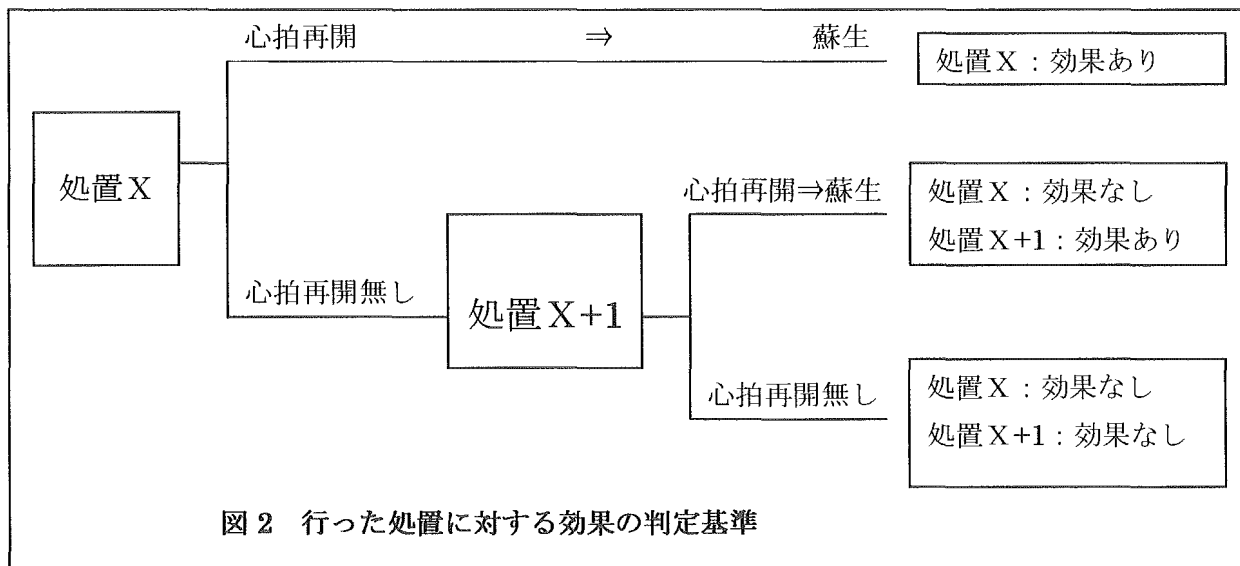 心拍再開 ⇒ 蘇生
処置X：効果あり
処置X
心拍再開⇒蘇生
処置X：効果なし
処置X+1：効果あり
心拍再開無し
処置X+1
心拍再開無し
処置X：効果なし
処置X+1：効果なし
図2 行った処置に対する効果の判定基準